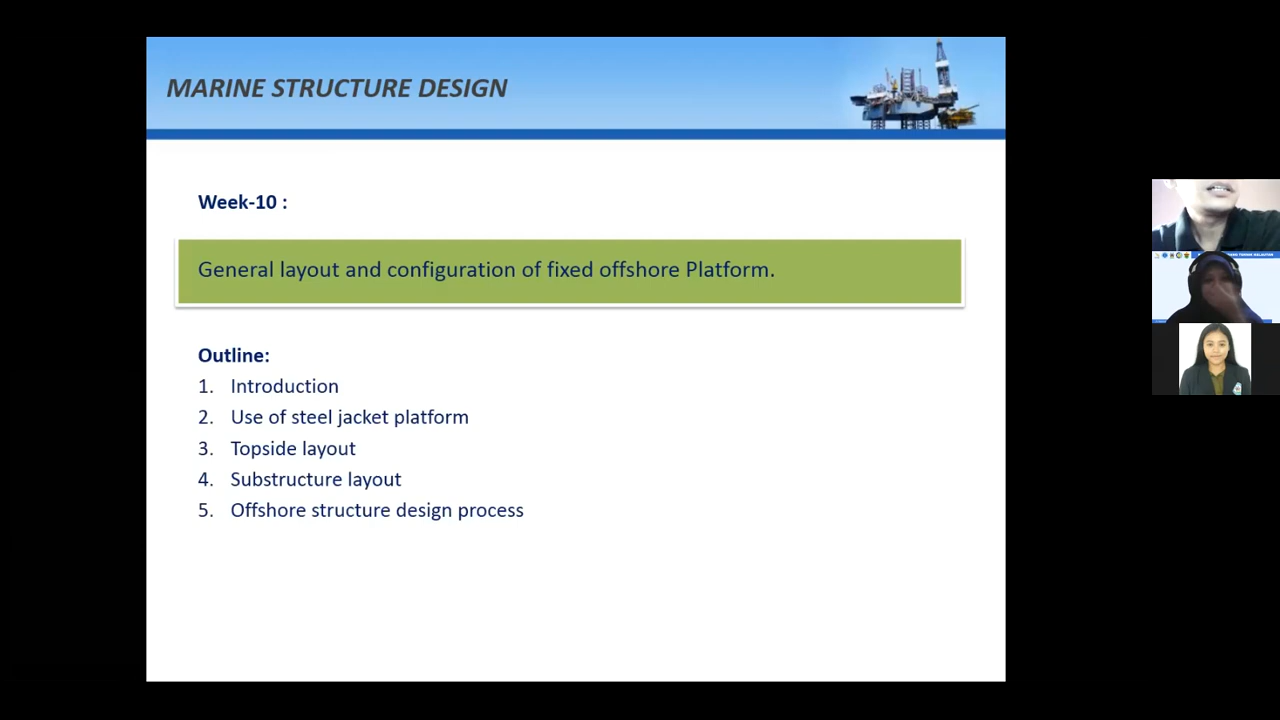 MARINE STRUCTURE DESIGN
Week-10 :
General layout and configuration of fixed offshore Platform.
Outline:
1. Introduction
2. Use of steel jacket platform
3. Topside layout
4. Substructure layout
5. Offshore structure design process